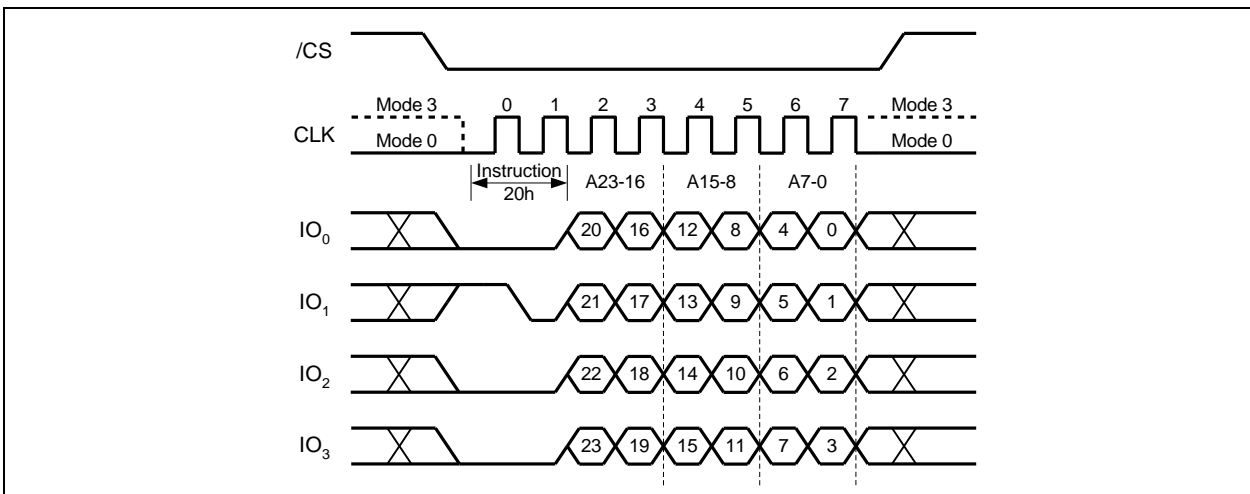 /CS
Mode 3 0 1 2 3 4 5 6 7 Mode 3
CLK
Mode 0 Mode 0
Instruction
20h
A23-16 A15-8 A7-0
IO0 20 16 12 8 4 0
IO1 21 17 13 9 5 1
IO2 22 18 14 10 6 2
IO3 23 19 15 11 7 3